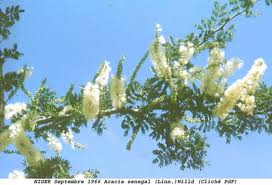 NIGER Septembre 1966 Acacia senegal (Linn.)Willd (Cliché PDF)